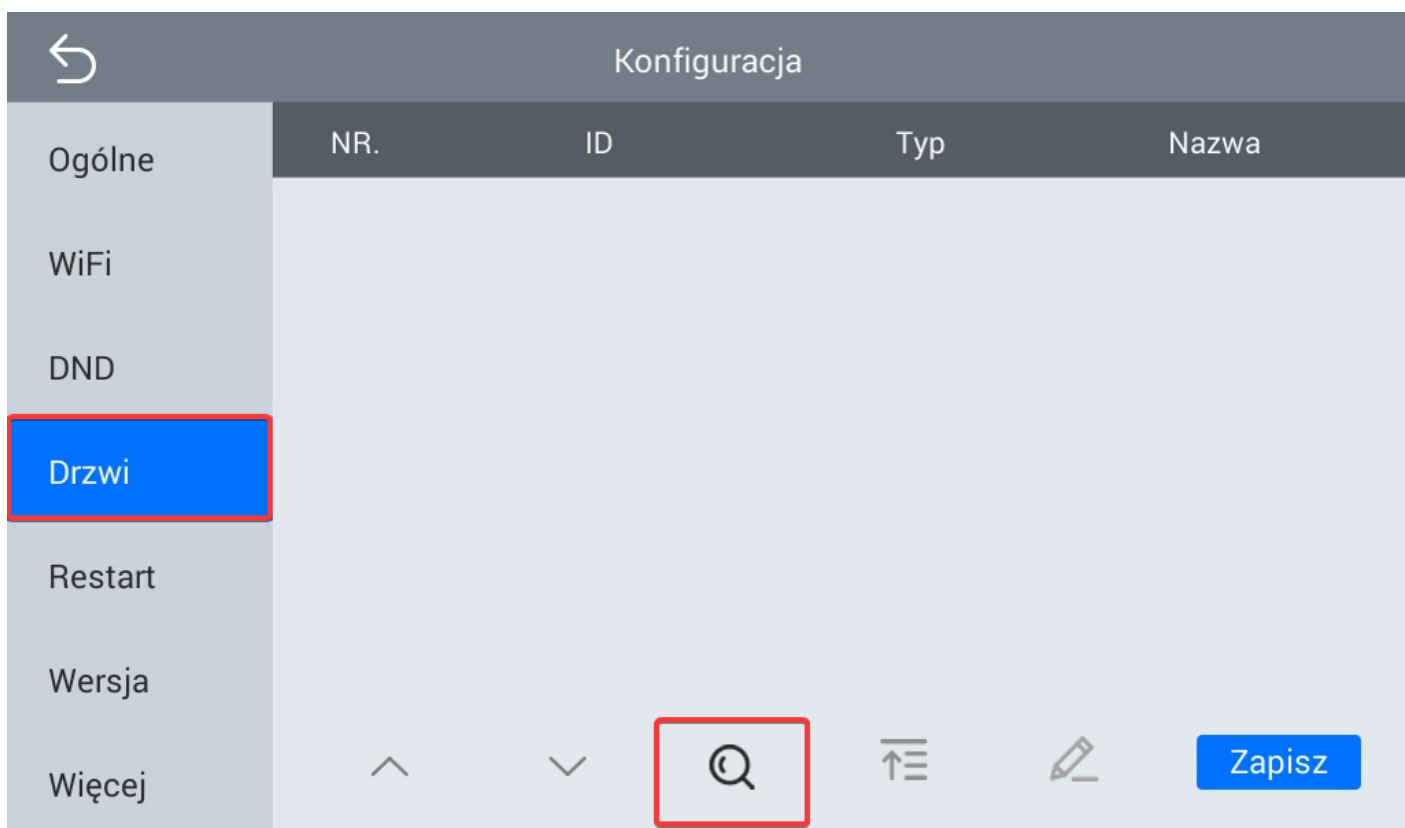 Konfiguracja
NR. ID Typ Nazwa
Ogólne
WiFi
DND
Drzwi
Restart
Wersja
Więcej
Zapisz